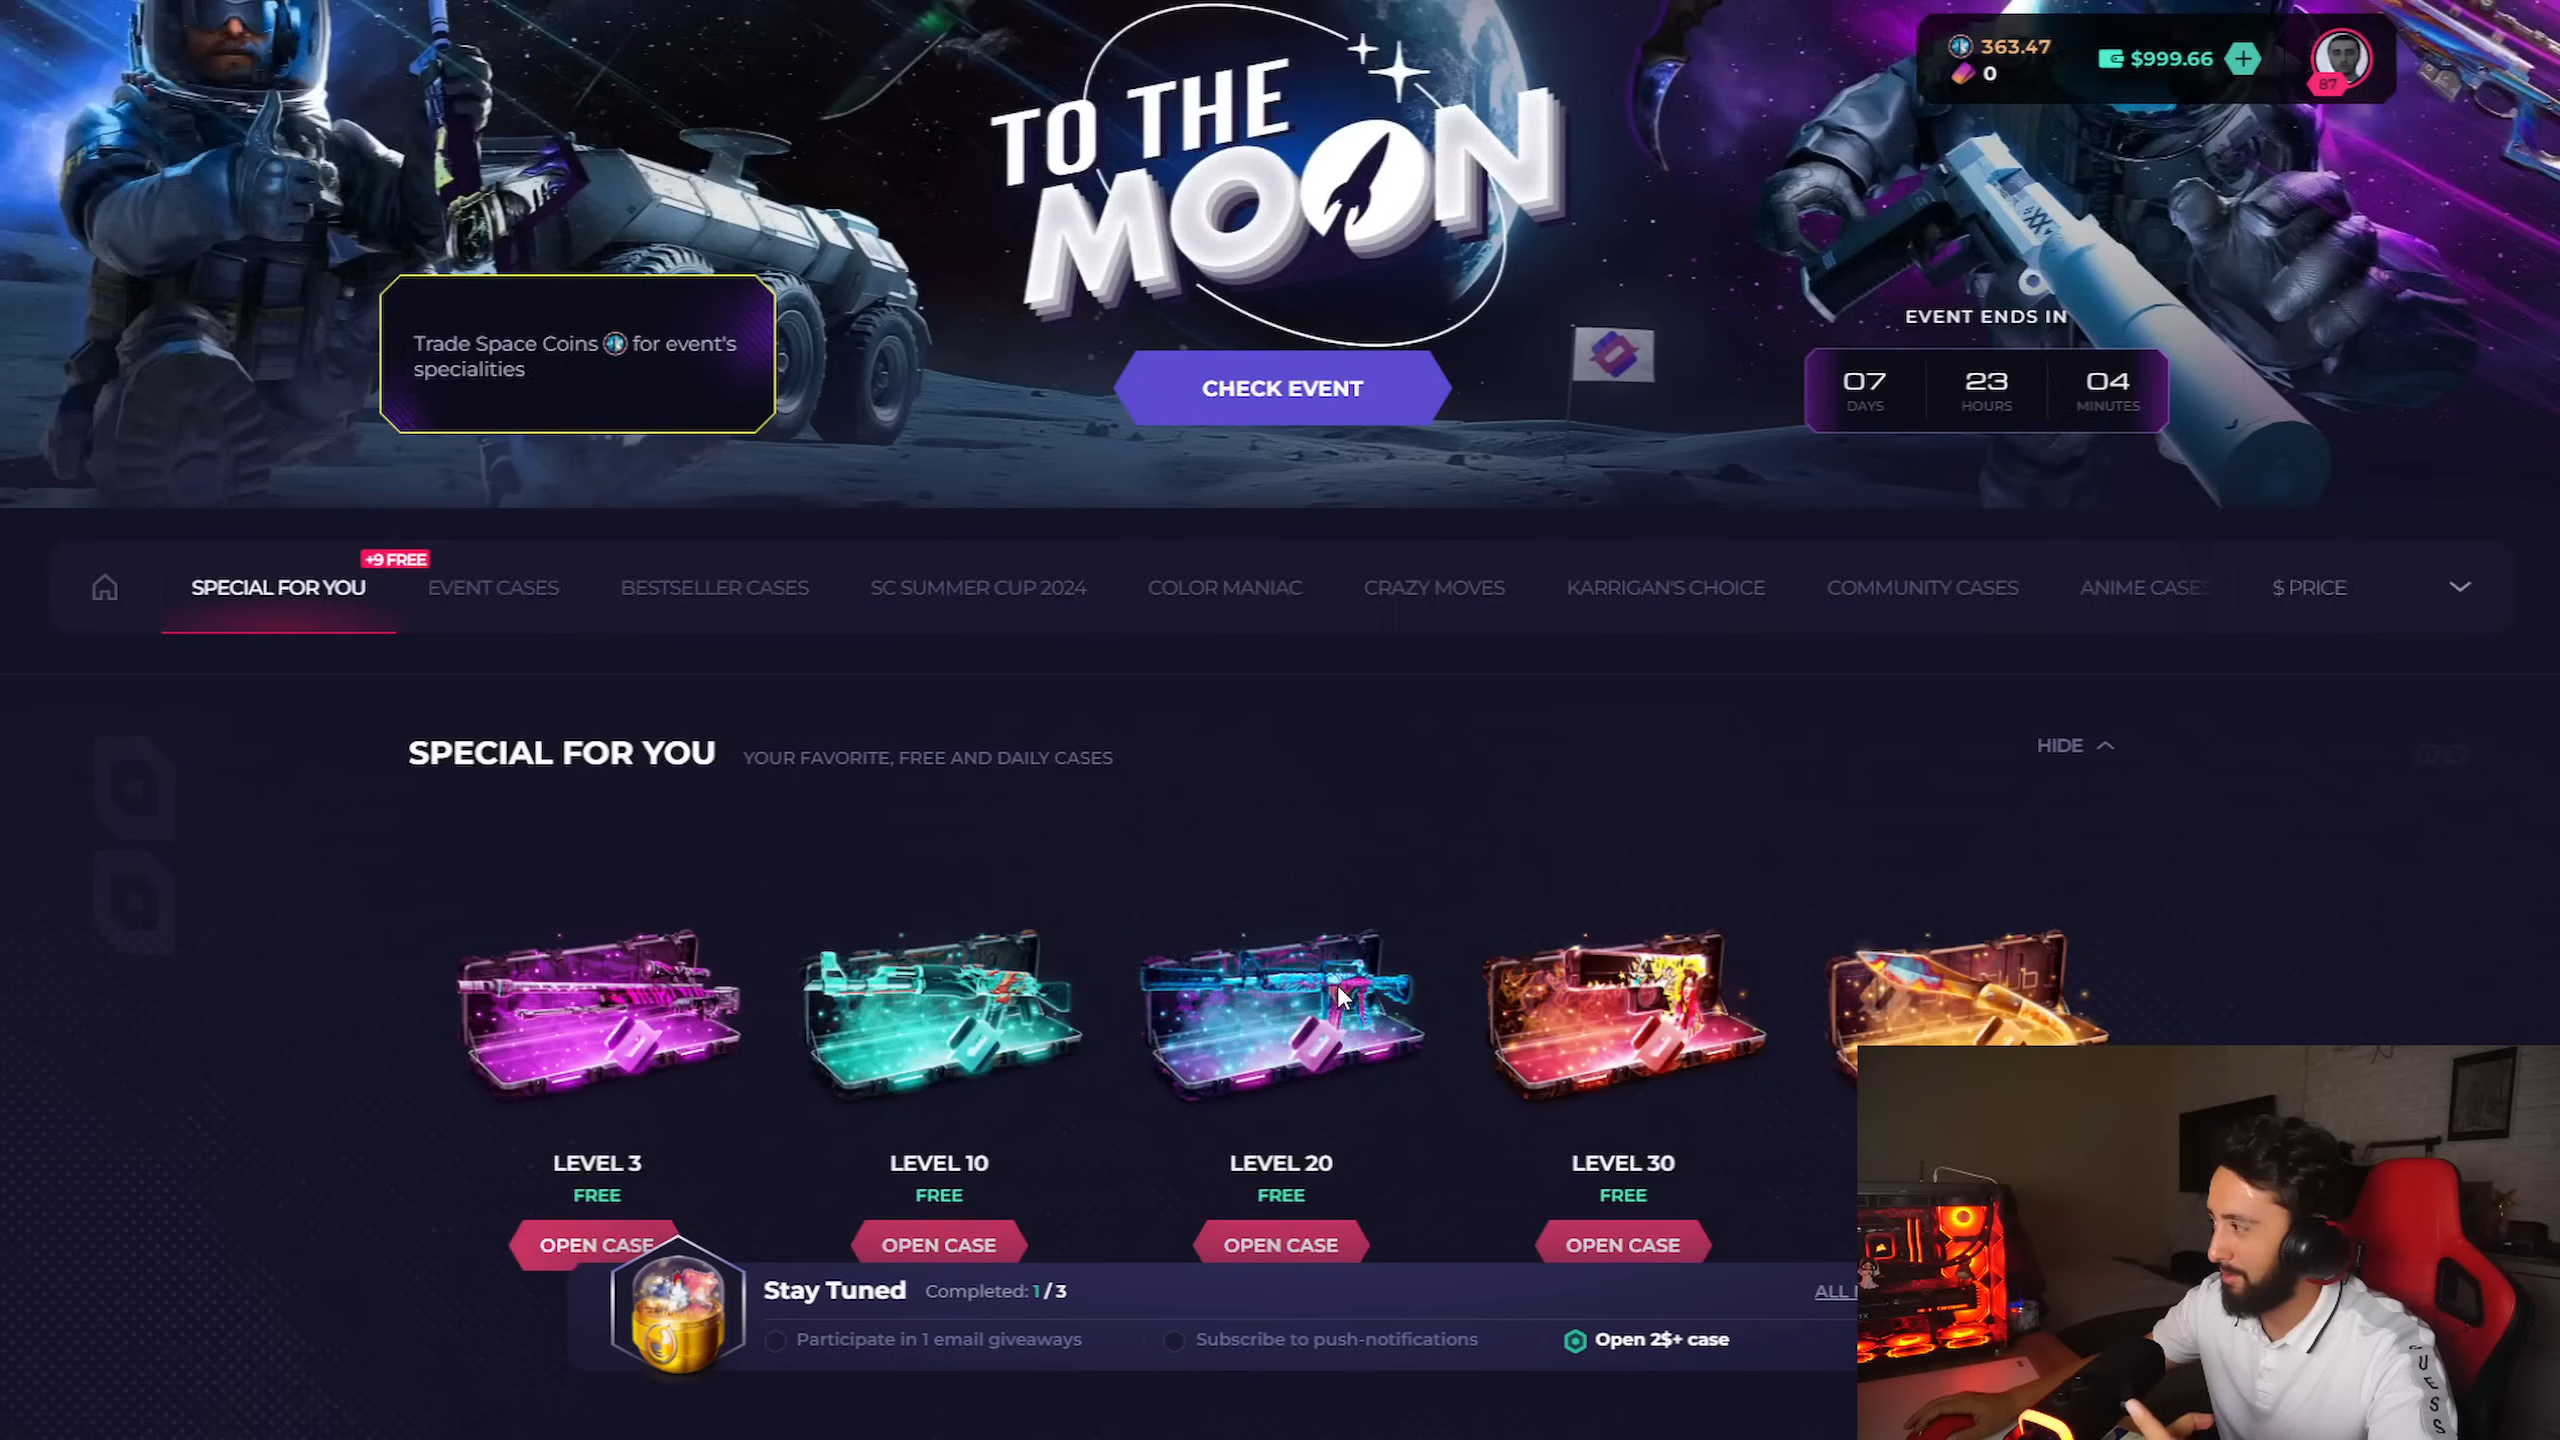 TO THE
MOON
363.47
0
$999.66
87
Trade Space Coins for event's
specialities
CHECK EVENT
EVENT ENDS IN
07 23 04
DAYS HOURS MINUTES
+9 FREE
SPECIAL FOR YOU EVENT CASES BESTSELLER CASES SC SUMMER CUP 2024 COLOR MANIAC CRAZY MOVES KARRIGAN'S CHOICE COMMUNITY CASES ANIME CASES $ PRICE
SPECIAL FOR YOU YOUR FAVORITE, FREE AND DAILY CASES HIDE
LEVEL 3 LEVEL 10 LEVEL 20 LEVEL 30
FREE FREE FREE FREE
OPEN CASE OPEN CASE OPEN CASE OPEN CASE
Stay Tuned Completed: 1 / 3 ALL
Participate in 1 email giveaways Subscribe to push-notifications Open 2$+ case
U
E
S
S